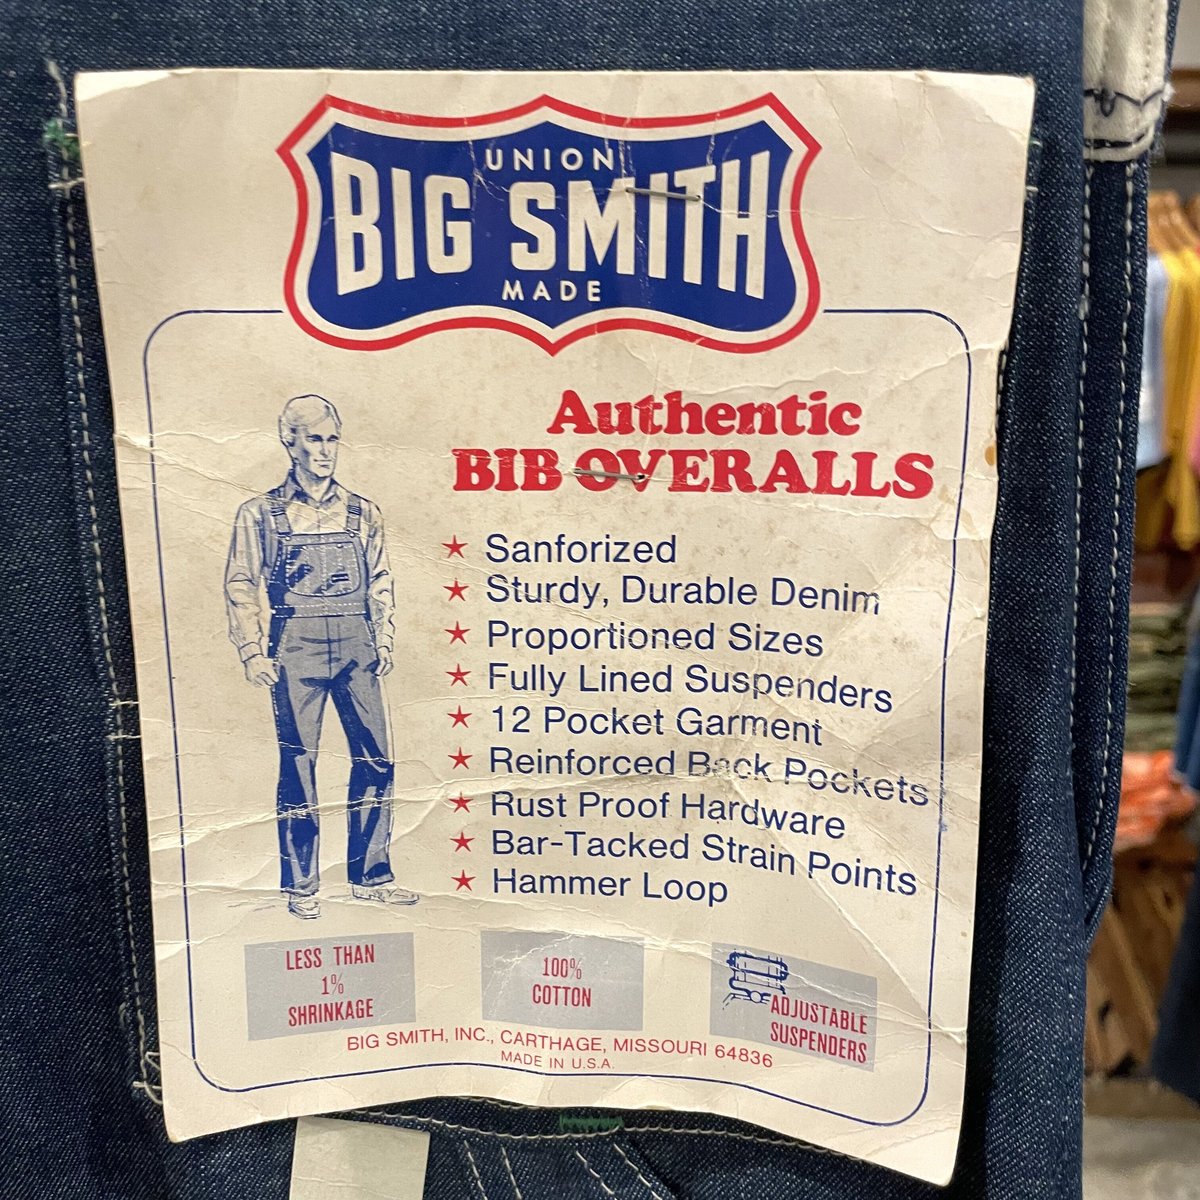 UNION
BIG SMITH
MADE
Authentic
BIB OVERALLS
★ Sanforized
★ Sturdy, Durable Denim
★ Proportioned Sizes
★ Fully Lined Suspenders
★ 12 Pocket Garment
★ Reinforced Back Pockets
★ Rust Proof Hardware
★ Bar-Tacked Strain Points
★ Hammer Loop
LESS THAN
1%
SHRINKAGE
100%
COTTON
ADJUSTABLE
SUSPENDERS
BIG SMITH, INC., CARTHAGE, MISSOURI 64836
MADE IN U.S.A.